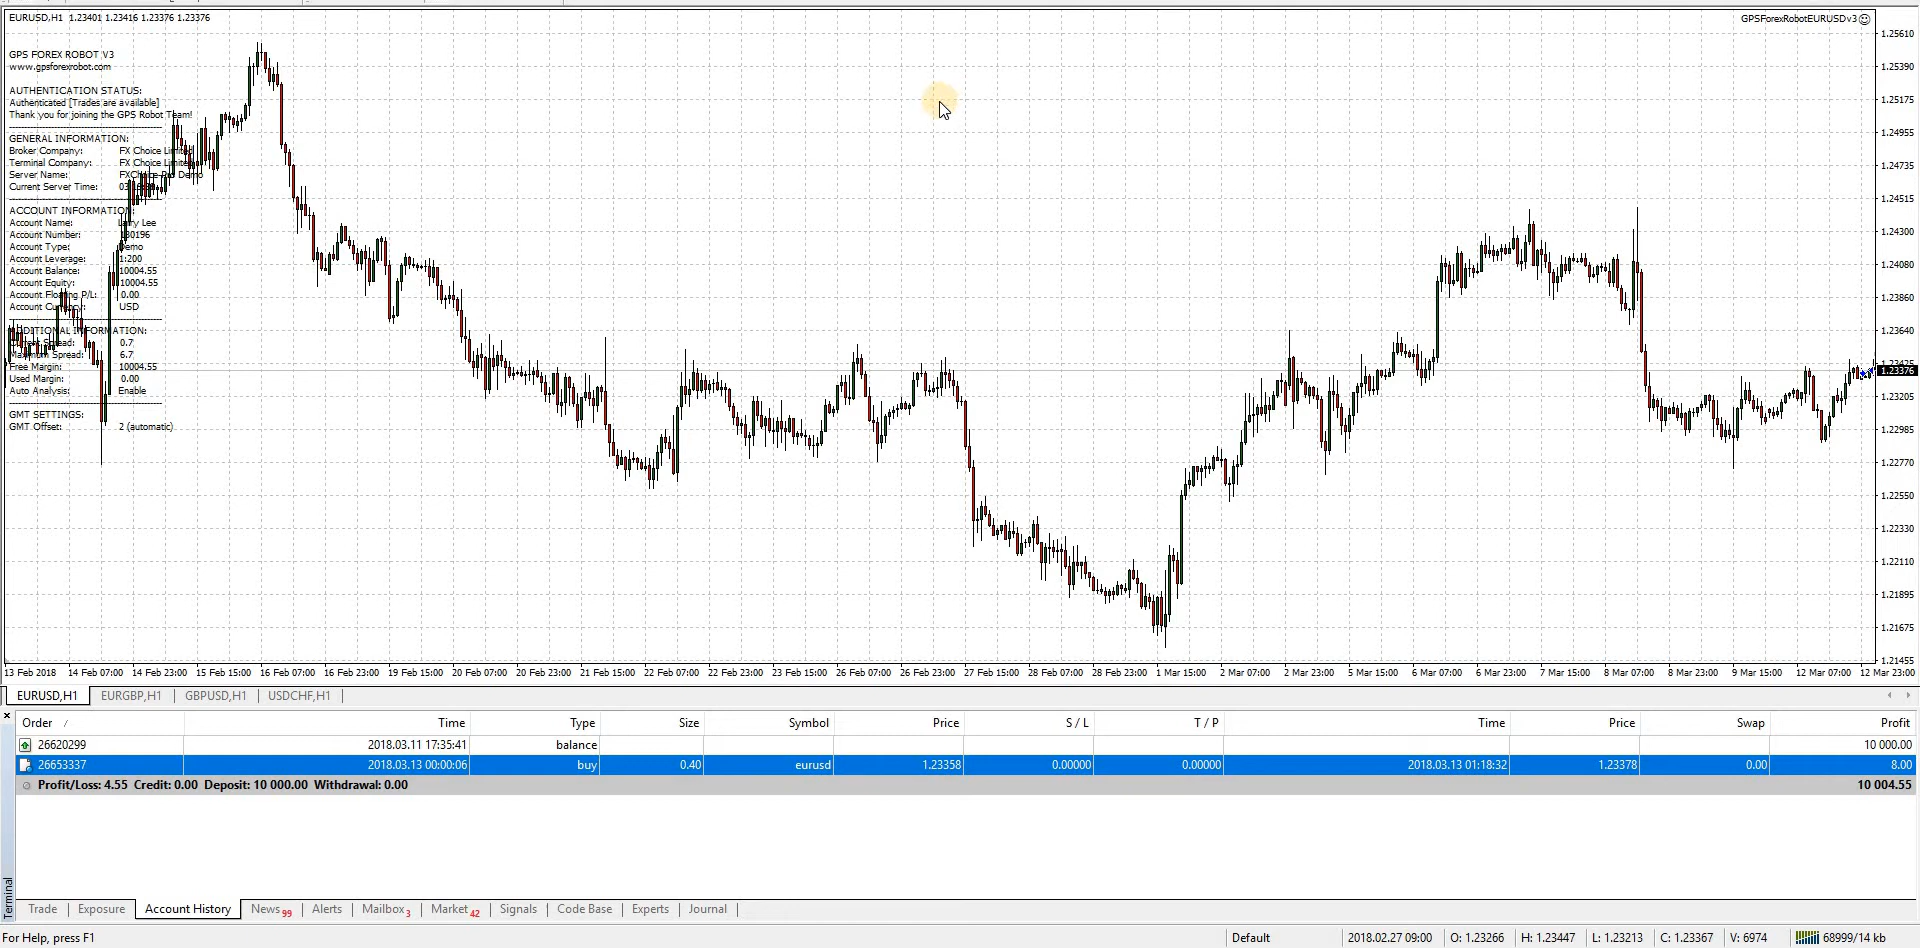 EURUSD,H1 1.23401 1.23416 1.23376 1.23376
GPSForexRobotEURUSDv3
GPS FOREX ROBOT V3
www.gpsforexrobot.com
AUTHENTICATION STATUS:
Authenticated [Trades are available]
Thank you for joining the GPS Robot Team!
GENERAL INFORMATION:
Broker Company: FX Choice Limited
Terminal Company: FX Choice Limited
Server Name: FXChoice-Pro Demo
Current Server Time:
ACCOUNT INFORMATION:
Account Name: Larry Lee
Account Number: 180196
Account Type: Demo
Account Leverage: 1:200
Account Balance: 10004.55
Account Equity: 10004.55
Account Floating P/L: 0.00
Account Currency: USD
ADDITIONAL INFORMATION:
Current Spread: 0.7
Maximum Spread: 6.7
Free Margin: 10004.55
Used Margin: 0.00
Auto Analysis: Enable
GMT SETTINGS:
GMT Offset: 2 (automatic)
1.25610
1.25390
1.25175
1.24955
1.24735
1.24515
1.24300
1.24080
1.23860
1.23640
1.23425
1.23376
1.23205
1.22985
1.22770
1.22550
1.22330
1.22110
1.21895
1.21675
1.21455
13 Feb 2018 14 Feb 07:00 14 Feb 23:00 15 Feb 15:00 16 Feb 07:00 16 Feb 23:00 19 Feb 15:00 20 Feb 07:00 20 Feb 23:00 21 Feb 15:00 22 Feb 07:00 22 Feb 23:00 23 Feb 15:00 26 Feb 07:00 26 Feb 23:00 27 Feb 15:00 28 Feb 07:00 28 Feb 23:00 1 Mar 15:00 2 Mar 07:00 2 Mar 23:00 5 Mar 15:00 6 Mar 07:00 6 Mar 23:00 7 Mar 15:00 8 Mar 07:00 8 Mar 23:00 9 Mar 15:00 12 Mar 07:00 12 Mar 23:00
EURUSD,H1 EURGBP,H1 GBPUSD,H1 USDCHF,H1
Order / Time Type Size Symbol Price S / L T / P Time Price Swap Profit
26620299 2018.03.11 17:35:41 balance 10 000.00
26653337 2018.03.13 00:00:06 buy 0.40 eurusd 1.23358 0.00000 0.00000 2018.03.13 01:18:32 1.23378 0.00 8.00
Profit/Loss: 4.55 Credit: 0.00 Deposit: 10 000.00 Withdrawal: 0.00 10 004.55
Terminal
Trade Exposure Account History News 99 Alerts Mailbox 3 Market 42 Signals Code Base Experts Journal
For Help, press F1 Default 2018.02.27 09:00 O: 1.23266 H: 1.23447 L: 1.23213 C: 1.23367 V: 6974 68999/14 kb